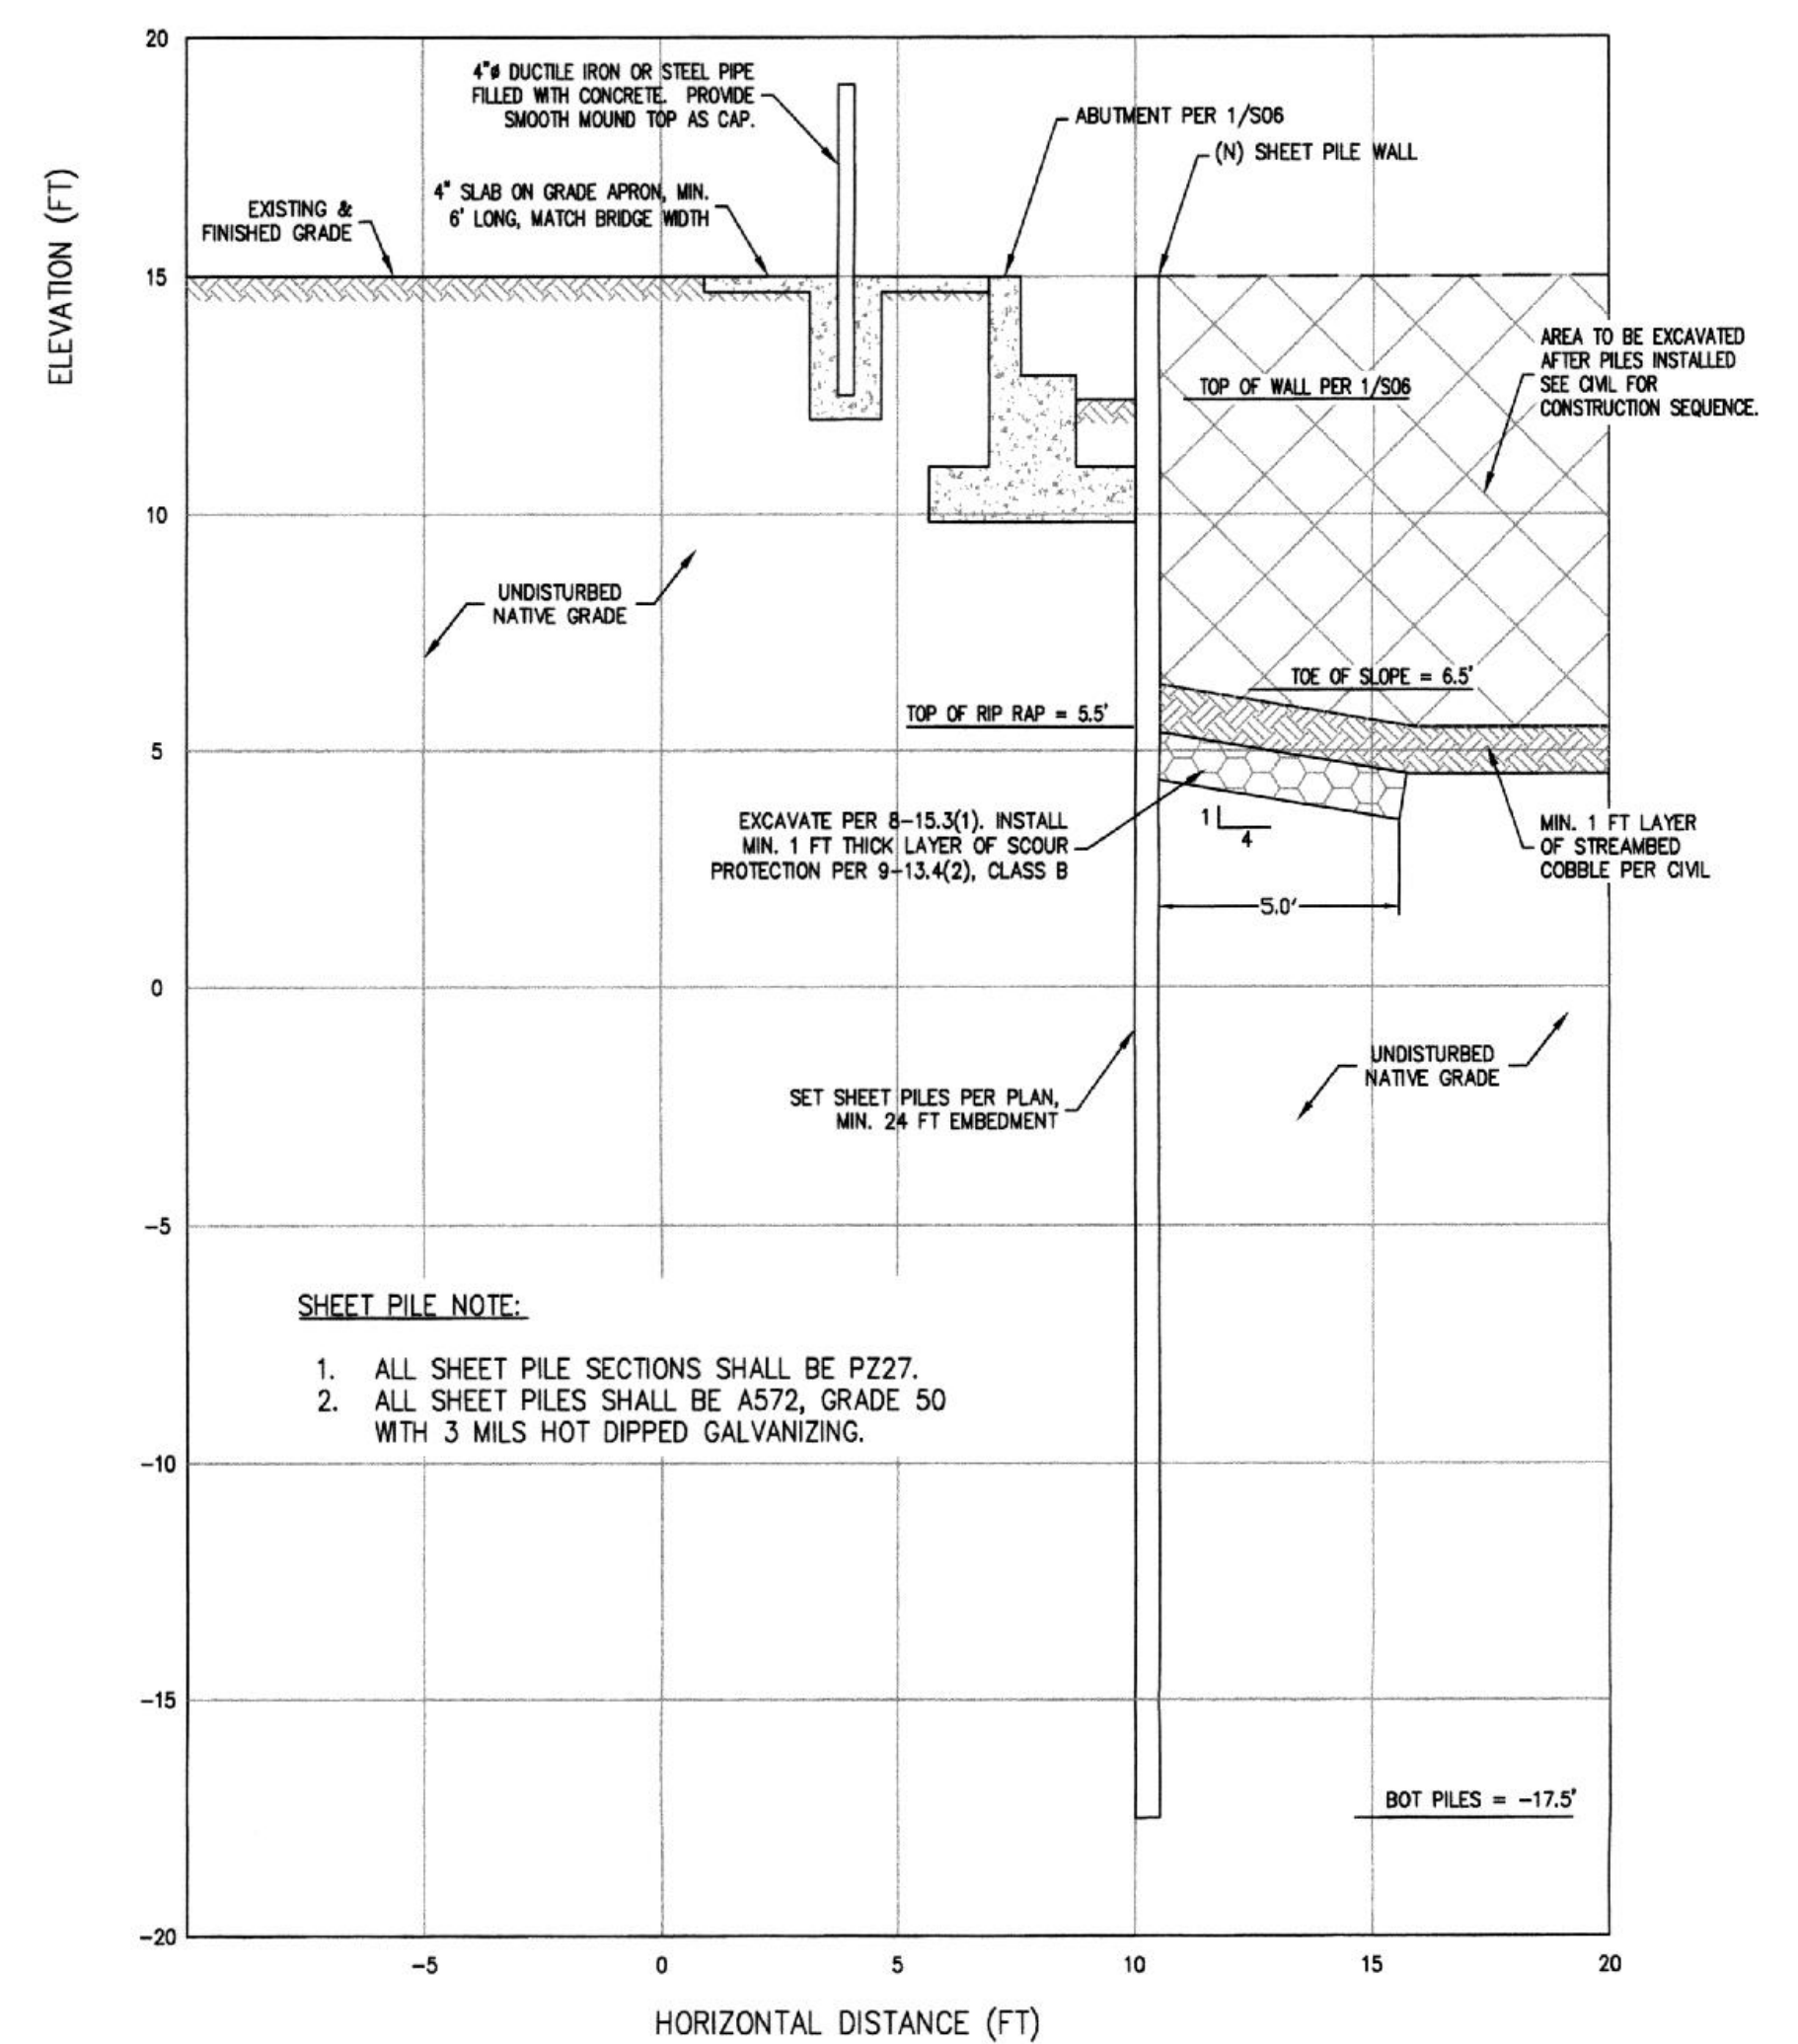 20
4"ø DUCTILE IRON OR STEEL PIPE
FILLED WITH CONCRETE. PROVIDE
SMOOTH MOUND TOP AS CAP.
ABUTMENT PER 1/S06
(N) SHEET PILE WALL
4" SLAB ON GRADE APRON, MIN.
6' LONG, MATCH BRIDGE WIDTH
EXISTING &
FINISHED GRADE
ELEVATION (FT)
15
AREA TO BE EXCAVATED
AFTER PILES INSTALLED
SEE CIVIL FOR
CONSTRUCTION SEQUENCE.
TOP OF WALL PER 1/S06
10
UNDISTURBED
NATIVE GRADE
TOE OF SLOPE = 6.5'
TOP OF RIP RAP = 5.5'
5
EXCAVATE PER 8-15.3(1). INSTALL
MIN. 1 FT THICK LAYER OF SCOUR
PROTECTION PER 9-13.4(2), CLASS B
1
4
MIN. 1 FT LAYER
OF STREAMBED
COBBLE PER CIVIL
5.0'
0
UNDISTURBED
NATIVE GRADE
SET SHEET PILES PER PLAN,
MIN. 24 FT EMBEDMENT
-5
SHEET PILE NOTE:
1. ALL SHEET PILE SECTIONS SHALL BE PZ27.
2. ALL SHEET PILES SHALL BE A572, GRADE 50
WITH 3 MILS HOT DIPPED GALVANIZING.
-10
-15
BOT PILES = -17.5'
-20
-5 0 5 10 15 20
HORIZONTAL DISTANCE (FT)